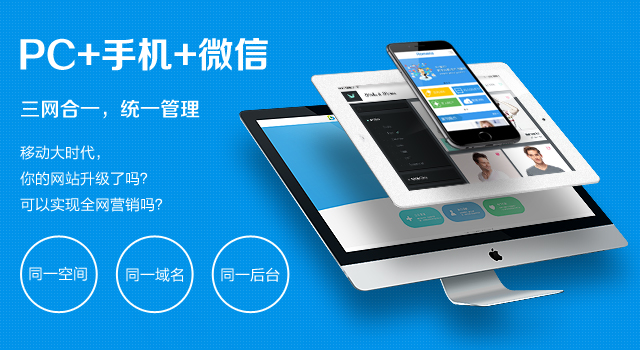 PC+手机+微信
三网合一，统一管理
移动大时代，
你的网站升级了吗?
可以实现全网营销吗?
同一空间
同一域名
同一后台